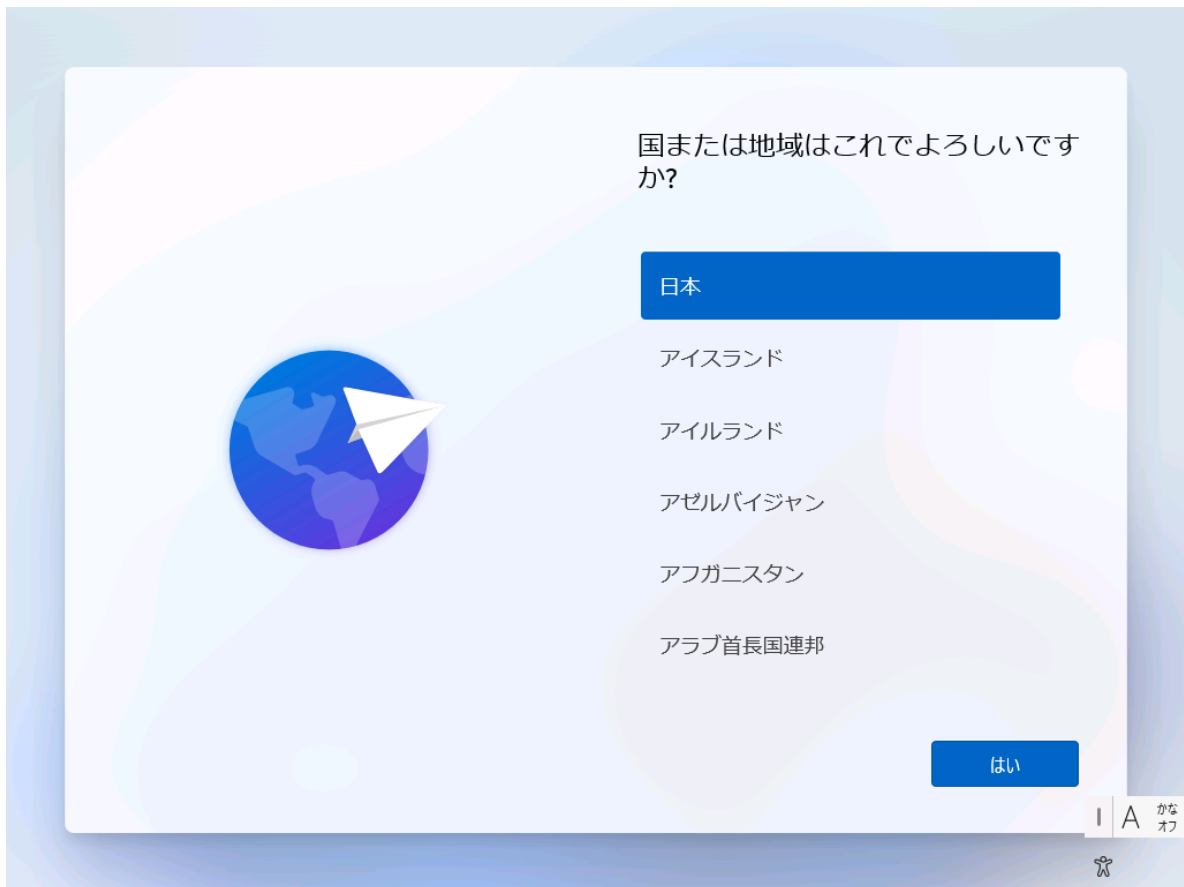 国または地域はこれでよろしいです
か?
日本
アイスランド
アイルランド
アゼルバイジャン
アフガニスタン
アラブ首長国連邦
はい
A かな
オフ